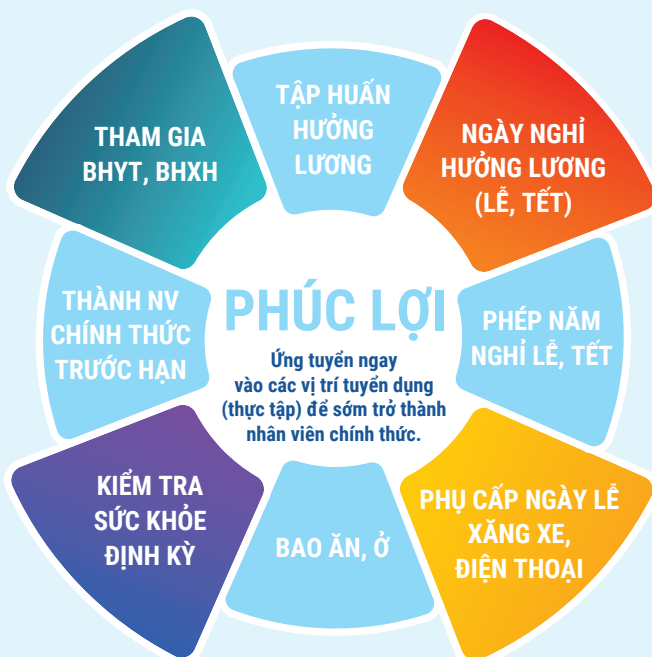 TẬP HUẤN
HƯỞNG
LƯƠNG
THAM GIA
BHYT, BHXH
NGÀY NGHỈ
HƯỞNG LƯƠNG
(LỄ, TẾT)
THÀNH NV
CHÍNH THỨC
TRƯỚC HẠN
PHÚC LỢI
Ứng tuyển ngay
vào các vị trí tuyển dụng
(thực tập) để sớm trở thành
nhân viên chính thức.
PHÉP NĂM
NGHỈ LỄ, TẾT
KIỂM TRA
SỨC KHỎE
ĐỊNH KỲ
BAO ĂN, Ở
PHỤ CẤP NGÀY LỄ
XĂNG XE,
ĐIỆN THOẠI